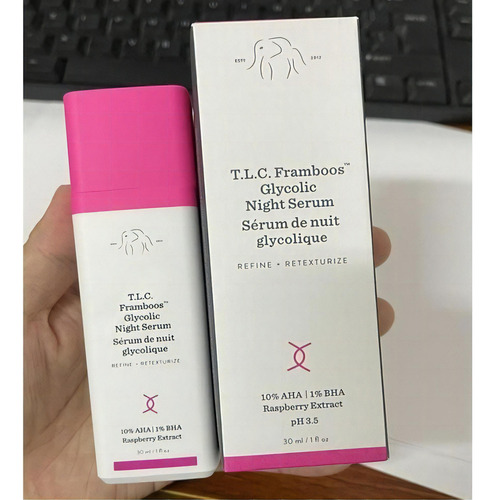 T.L.C.
Framboos™
Glycolic
Night Serum
Sérum de nuit
glycolique
REFINE + RETEXTURIZE
10% AHA | 1% BHA
Raspberry Extract
30 ml / 1 fl oz
ESTD 2012
T.L.C. Framboos™
Glycolic
Night Serum
Sérum de nuit
glycolique
REFINE + RETEXTURIZE
10% AHA | 1% BHA
Raspberry Extract
pH 3.5
30 ml / 1 fl oz